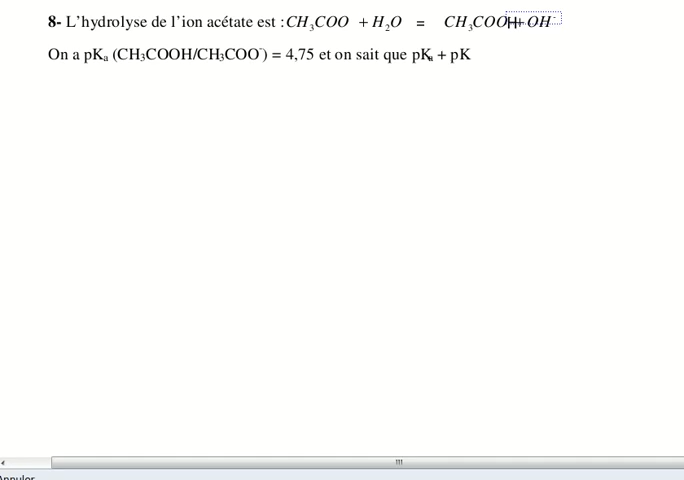 8- L'hydrolyse de l'ion acétate est : CH₃COO + H₂O = CH₃COOH + OH⁻
On a pKₐ (CH₃COOH/CH₃COO⁻) = 4,75 et on sait que pKₐ + pK
Annuler